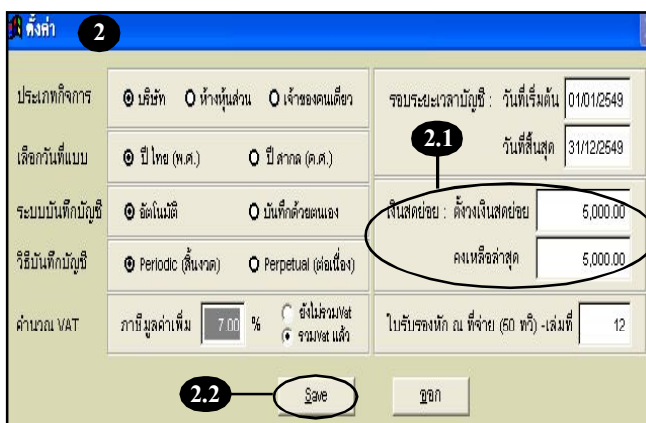 ตั้งค่า 2
ประเภทกิจการ บริษัท ห้างหุ้นส่วน เจ้าของคนเดียว
รอบระยะเวลาบัญชี : วันที่เริ่มต้น 01/01/2549
2.1 วันที่สิ้นสุด 31/12/2549
เลือกวันที่แบบ ปีไทย (พ.ศ.) ปีสากล (ค.ศ.)
ระบบบันทึกบัญชี อัตโนมัติ บันทึกด้วยตนเอง
เงินสดย่อย : ตั้งวงเงินสดย่อย 5,000.00
วิธีบันทึกบัญชี Periodic (สิ้นงวด) Perpetual (ต่อเนื่อง)
คงเหลือล่าสุด 5,000.00
คำนวณ VAT ภาษีมูลค่าเพิ่ม 7.00 % ยังไม่รวมVat
รวมVat แล้ว
ใบรับรองหัก ณ ที่จ่าย (50 ทวิ) -เล่มที่ 12
2.2 Save ออก